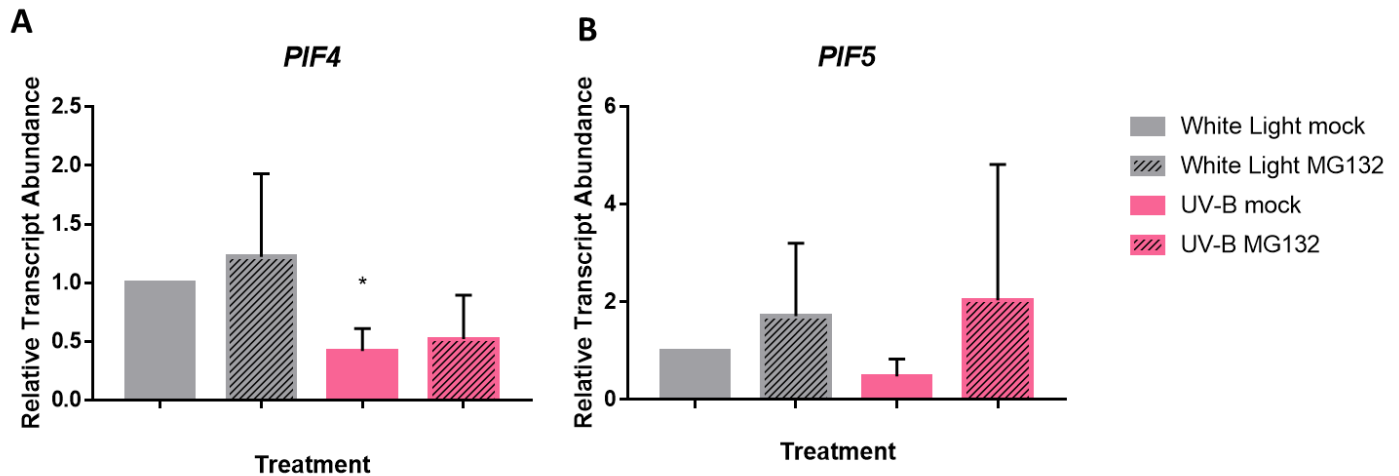 A
PIF4
Relative Transcript Abundance
2.5
2.0
1.5
1.0
0.5
0.0
*
Treatment
B
PIF5
Relative Transcript Abundance
6
4
2
0
Treatment
White Light mock
White Light MG132
UV-B mock
UV-B MG132